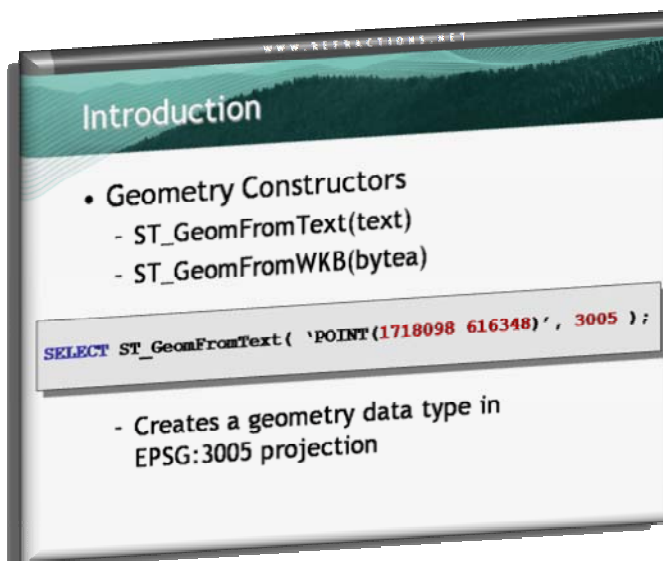 WWW.REFRACTIONS.NET
Introduction
• Geometry Constructors
- ST_GeomFromText(text)
- ST_GeomFromWKB(bytea)
SELECT ST_GeomFromText( ‘POINT(1718098 616348)’, 3005 );
- Creates a geometry data type in
EPSG:3005 projection